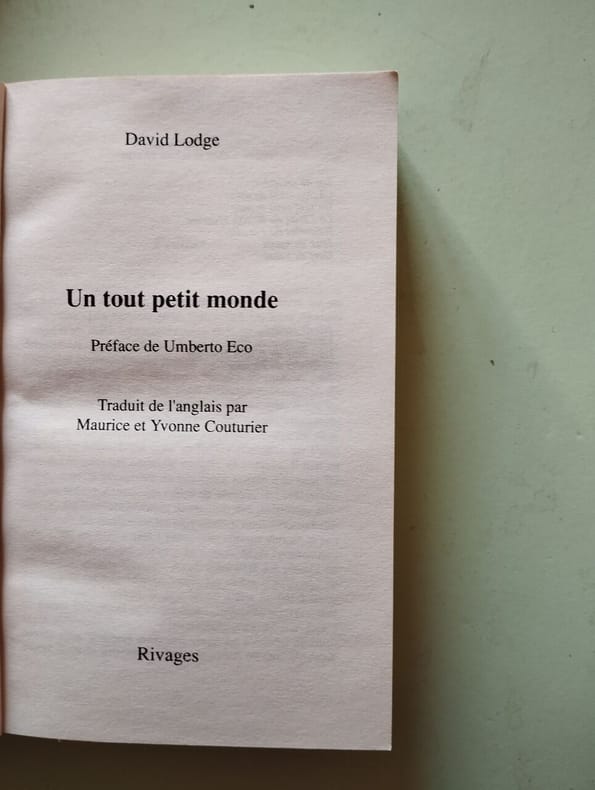 David Lodge
Un tout petit monde
Préface de Umberto Eco
Traduit de l'anglais par
Maurice et Yvonne Couturier
Rivages